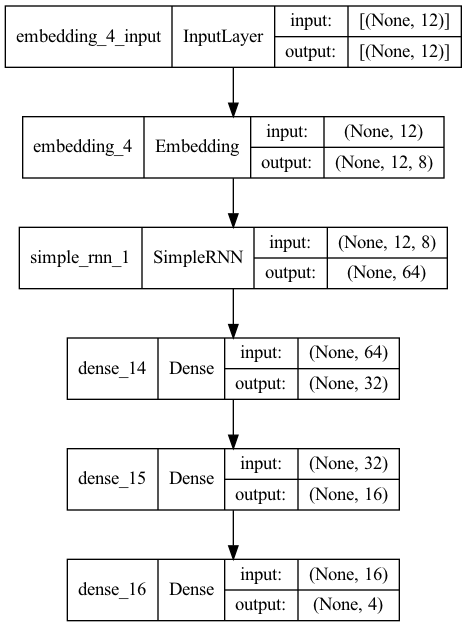 embedding_4_input InputLayer input: [(None, 12)]
output: [(None, 12)]
embedding_4 Embedding input: (None, 12)
output: (None, 12, 8)
simple_rnn_1 SimpleRNN input: (None, 12, 8)
output: (None, 64)
dense_14 Dense input: (None, 64)
output: (None, 32)
dense_15 Dense input: (None, 32)
output: (None, 16)
dense_16 Dense input: (None, 16)
output: (None, 4)